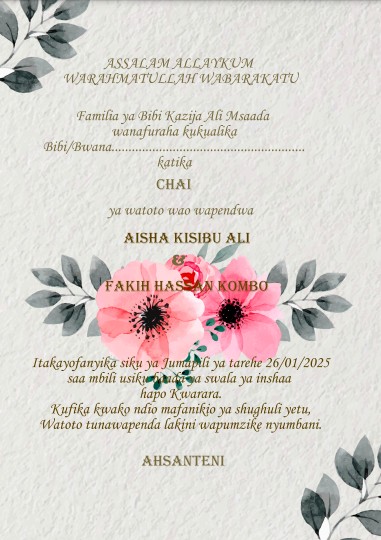 ASSALAM ALLAYKUM
WARAHMATULLAH WABARAKATU
Familia ya Bibi Kazija Ali Msaada
wanafuraha kukualika
Bibi/Bwana..........................................................
katika
CHAI
ya watoto wao wapendwa
AISHA KISIBU ALI
&
FAKIH HASSAN KOMBO
Itakayofanyika siku ya Jumapili ya tarehe 26/01/2025
saa mbili usiku baada ya swala ya inshaa
hapo Kwarara.
Kufika kwako ndio mafanikio ya shughuli yetu,
Watoto tunawapenda lakini wapumzike nyumbani.
AHSANTENI